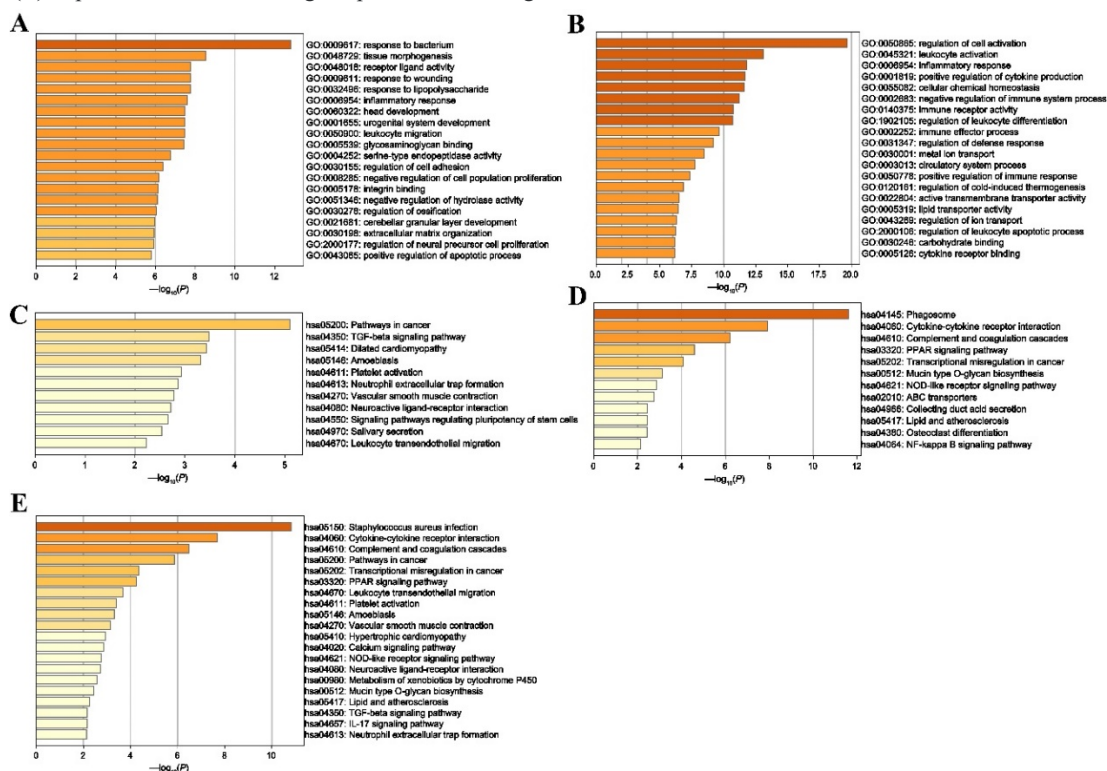 A
GO:0009617: response to bacterium
GO:0048729: tissue morphogenesis
GO:0048018: receptor ligand activity
GO:0009611: response to wounding
GO:0032496: response to lipopolysaccharide
GO:0006954: inflammatory response
GO:0060322: head development
GO:0001655: urogenital system development
GO:0050900: leukocyte migration
GO:0005539: glycosaminoglycan binding
GO:0004252: serine-type endopeptidase activity
GO:0030155: regulation of cell adhesion
GO:0008285: negative regulation of cell population proliferation
GO:0005178: integrin binding
GO:0051346: negative regulation of hydrolase activity
GO:0030278: regulation of ossification
GO:0021681: cerebellar granular layer development
GO:0030198: extracellular matrix organization
GO:2000177: regulation of neural precursor cell proliferation
GO:0043065: positive regulation of apoptotic process
0 2 4 6 8 10 12
—log10(P)
B
GO:0050865: regulation of cell activation
GO:0045321: leukocyte activation
GO:0006954: inflammatory response
GO:0001819: positive regulation of cytokine production
GO:0055082: cellular chemical homeostasis
GO:0002683: negative regulation of immune system process
GO:0140375: immune receptor activity
GO:1902105: regulation of leukocyte differentiation
GO:0002252: immune effector process
GO:0031347: regulation of defense response
GO:0030001: metal ion transport
GO:0003013: circulatory system process
GO:0050778: positive regulation of immune response
GO:0120161: regulation of cold-induced thermogenesis
GO:0022804: active transmembrane transporter activity
GO:0005319: lipid transporter activity
GO:0043269: regulation of ion transport
GO:2000106: regulation of leukocyte apoptotic process
GO:0030246: carbohydrate binding
GO:0005126: cytokine receptor binding
0.0 2.5 5.0 7.5 10.0 12.5 15.0 17.5 20.0
—log10(P)
C
hsa05200: Pathways in cancer
hsa04350: TGF-beta signaling pathway
hsa05414: Dilated cardiomyopathy
hsa05146: Amoebiasis
hsa04611: Platelet activation
hsa04613: Neutrophil extracellular trap formation
hsa04270: Vascular smooth muscle contraction
hsa04080: Neuroactive ligand-receptor interaction
hsa04550: Signaling pathways regulating pluripotency of stem cells
hsa04970: Salivary secretion
hsa04670: Leukocyte transendothelial migration
0 1 2 3 4 5
—log10(P)
D
hsa04145: Phagosome
hsa04060: Cytokine-cytokine receptor interaction
hsa04610: Complement and coagulation cascades
hsa03320: PPAR signaling pathway
hsa05202: Transcriptional misregulation in cancer
hsa00512: Mucin type O-glycan biosynthesis
hsa04621: NOD-like receptor signaling pathway
hsa02010: ABC transporters
hsa04966: Collecting duct acid secretion
hsa05417: Lipid and atherosclerosis
hsa04380: Osteoclast differentiation
hsa04064: NF-kappa B signaling pathway
0 2 4 6 8 10 12
—log10(P)
E
hsa05150: Staphylococcus aureus infection
hsa04060: Cytokine-cytokine receptor interaction
hsa04610: Complement and coagulation cascades
hsa05200: Pathways in cancer
hsa05202: Transcriptional misregulation in cancer
hsa03320: PPAR signaling pathway
hsa04670: Leukocyte transendothelial migration
hsa04611: Platelet activation
hsa05146: Amoebiasis
hsa04270: Vascular smooth muscle contraction
hsa05410: Hypertrophic cardiomyopathy
hsa04020: Calcium signaling pathway
hsa04621: NOD-like receptor signaling pathway
hsa04080: Neuroactive ligand-receptor interaction
hsa00980: Metabolism of xenobiotics by cytochrome P450
hsa00512: Mucin type O-glycan biosynthesis
hsa05417: Lipid and atherosclerosis
hsa04350: TGF-beta signaling pathway
hsa04657: IL-17 signaling pathway
hsa04613: Neutrophil extracellular trap formation
0 2 4 6 8 10
—log10(P)